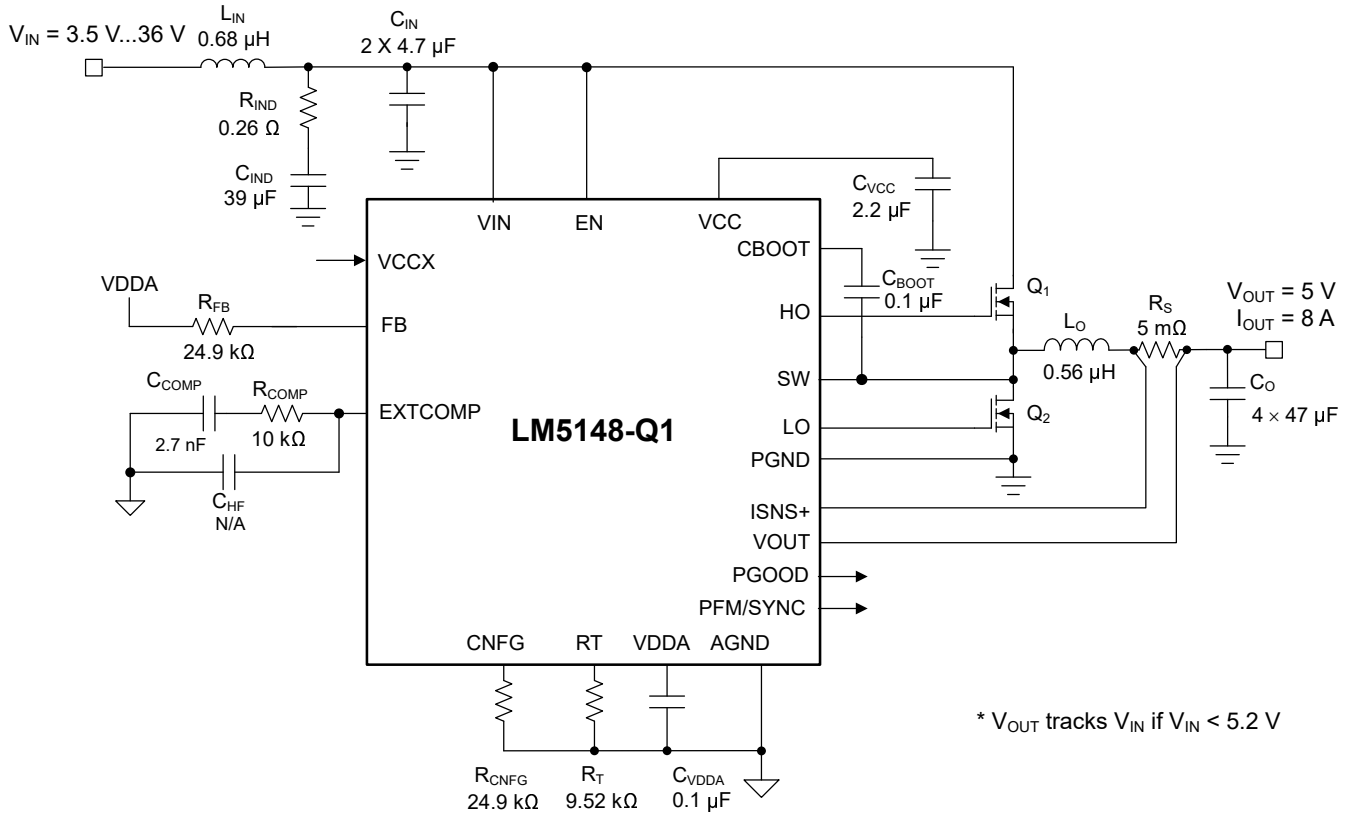 V_IN = 3.5 V...36 V
L_IN
0.68 µH
C_IN
2 X 4.7 µF
R_IND
0.26 Ω
C_IND
39 µF
C_VCC
2.2 µF
VIN
EN
VCC
VCCX
CBOOT
C_BOOT
0.1 µF
Q1
VDDA
R_FB
24.9 kΩ
FB
HO
L_O
0.56 µH
R_S
5 mΩ
V_OUT = 5 V
I_OUT = 8 A
C_COMP
2.7 nF
R_COMP
10 kΩ
EXTCOMP
C_HF
N/A
LM5148-Q1
SW
LO
Q2
C_O
4 × 47 µF
PGND
ISNS+
VOUT
PGOOD
PFM/SYNC
CNFG
RT
VDDA
AGND
* V_OUT tracks V_IN if V_IN < 5.2 V
R_CNFG
24.9 kΩ
R_T
9.52 kΩ
C_VDDA
0.1 µF